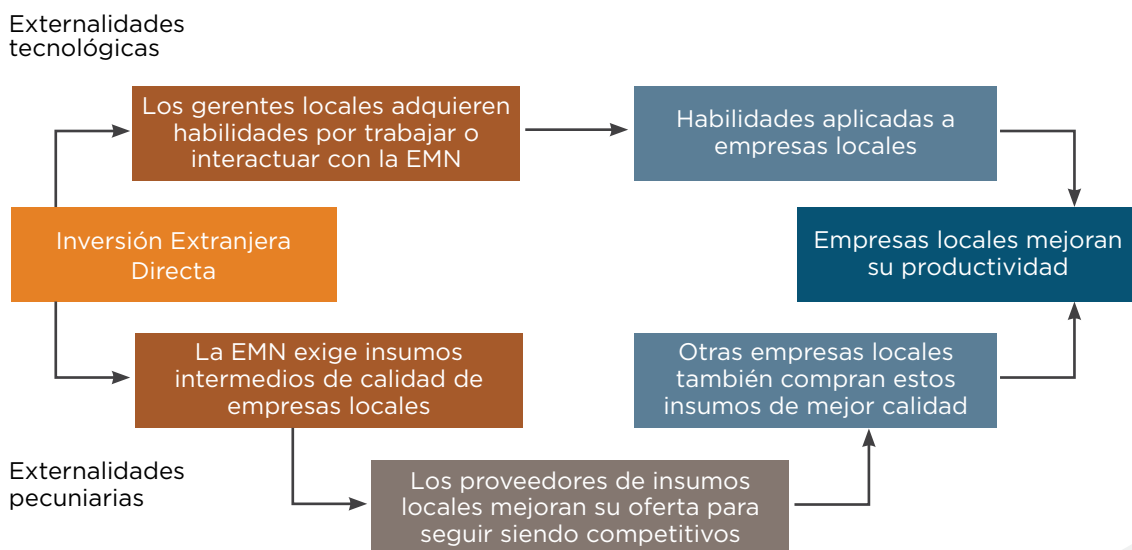 Externalidades
tecnológicas
Los gerentes locales adquieren
habilidades por trabajar o
interactuar con la EMN
Habilidades aplicadas a
empresas locales
Inversión Extranjera
Directa
Empresas locales mejoran
su productividad
La EMN exige insumos
intermedios de calidad de
empresas locales
Otras empresas locales
también compran estos
insumos de mejor calidad
Externalidades
pecuniarias
Los proveedores de insumos
locales mejoran su oferta para
seguir siendo competitivos